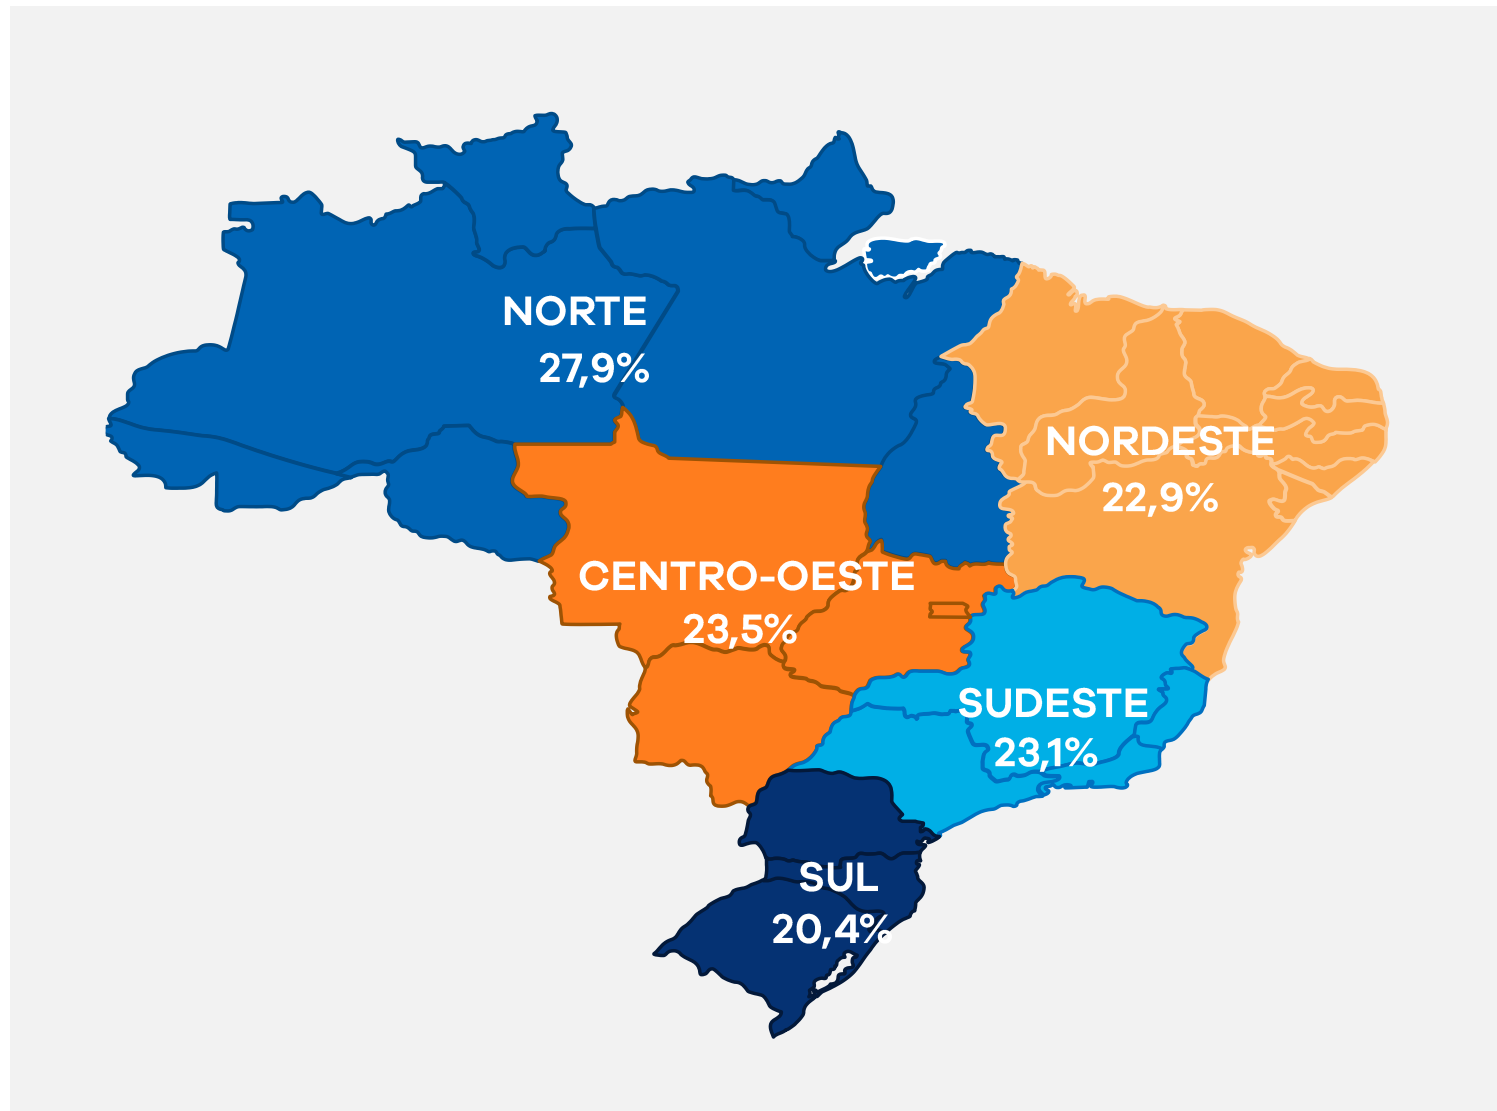 NORTE
27,9%
NORDESTE
22,9%
CENTRO-OESTE
23,5%
SUDESTE
23,1%
SUL
20,4%